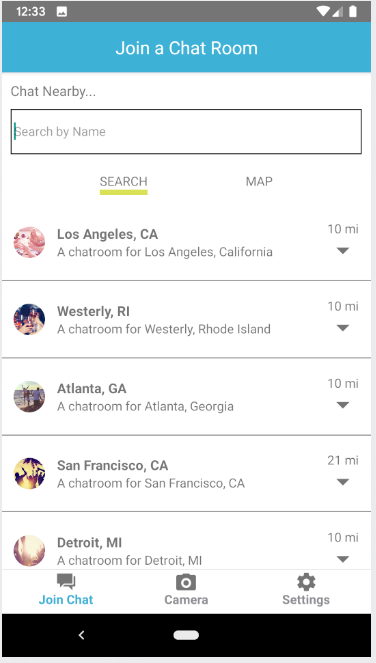 12:33
Join a Chat Room
Chat Nearby...
Search by Name
SEARCH MAP
Los Angeles, CA 10 mi
A chatroom for Los Angeles, California
Westerly, RI 10 mi
A chatroom for Westerly, Rhode Island
Atlanta, GA 10 mi
A chatroom for Atlanta, Georgia
San Francisco, CA 21 mi
A chatroom for San Francisco, CA
Detroit, MI 10 mi
A chatroom for Detroit, MI
Join Chat Camera Settings